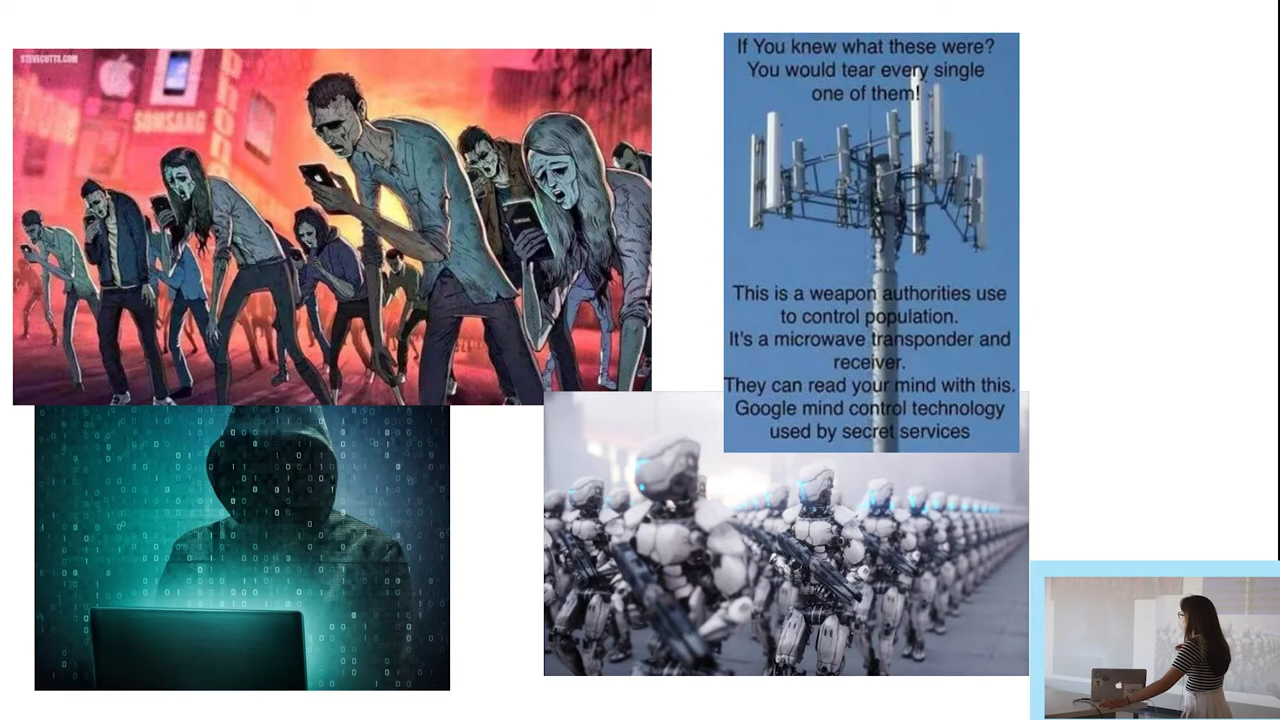 STEVECUTTS.COM
SOMSANG
phone
SAMSUNG
If You knew what these were?
You would tear every single
one of them!
This is a weapon authorities use
to control population.
It's a microwave transponder and
receiver.
They can read your mind with this.
Google mind control technology
used by secret services